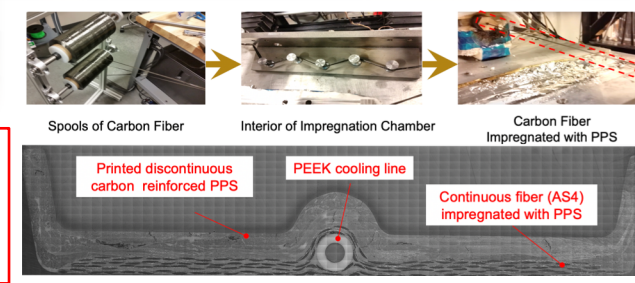 Spools of Carbon Fiber
Interior of Impregnation Chamber
Carbon Fiber
Impregnated with PPS
Printed discontinuous
carbon reinforced PPS
PEEK cooling line
Continuous fiber (AS4)
impregnated with PPS